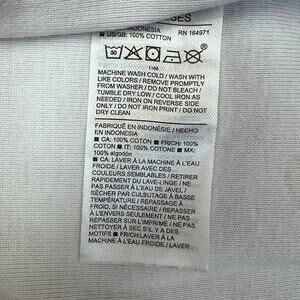 SES
INDONESIA RN 164971
■ US/GB: 100% COTTON
30
1166
MACHINE WASH COLD / WASH WITH
LIKE COLORS / REMOVE PROMPTLY
FROM WASHER / DO NOT BLEACH /
TUMBLE DRY LOW / COOL IRON AS
NEEDED / IRON ON REVERSE SIDE
ONLY / DO NOT IRON PRINT / DO NOT
DRY CLEAN
FABRIQUÉ EN INDONÉSIE / HECHO
EN INDONESIA
■ CA: 100% COTON ■ FR/CH: 100%
COTON ■ IT: 100% COTONE ■ MX:
100% algodón
■ CA: LAVER À LA MACHINE À L'EAU
FROIDE / LAVER AVEC DES
COULEURS SEMBLABLES / RETIRER
RAPIDEMENT DU LAVE-LINGE / NE
PAS PASSER À L'EAU DE JAVEL /
SÉCHER PAR CULBUTAGE À BASSE
TEMPÉRATURE / REPASSAGE À
FROID, SI NÉCESSAIRE / REPASSER
À L'ENVERS SEULEMENT / NE PAS
REPASSER SUR L'IMPRIMÉ / NE PAS
NETTOYER À SEC S'IL Y A DES
MOTIFS ■ FR/CH: LAVER À LA
MACHINE À L'EAU FROIDE / LAVER